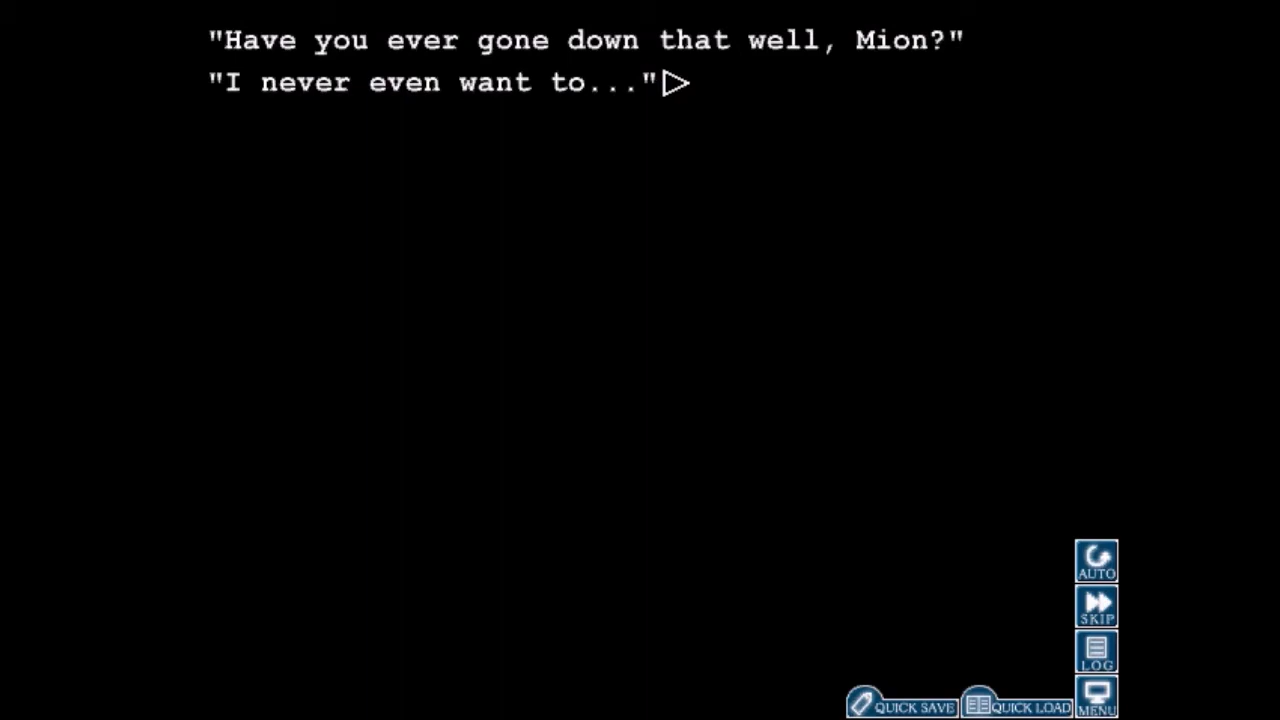 "Have you ever gone down that well, Mion?"
"I never even want to..."
AUTO
SKIP
LOG
QUICK SAVE
QUICK LOAD
MENU